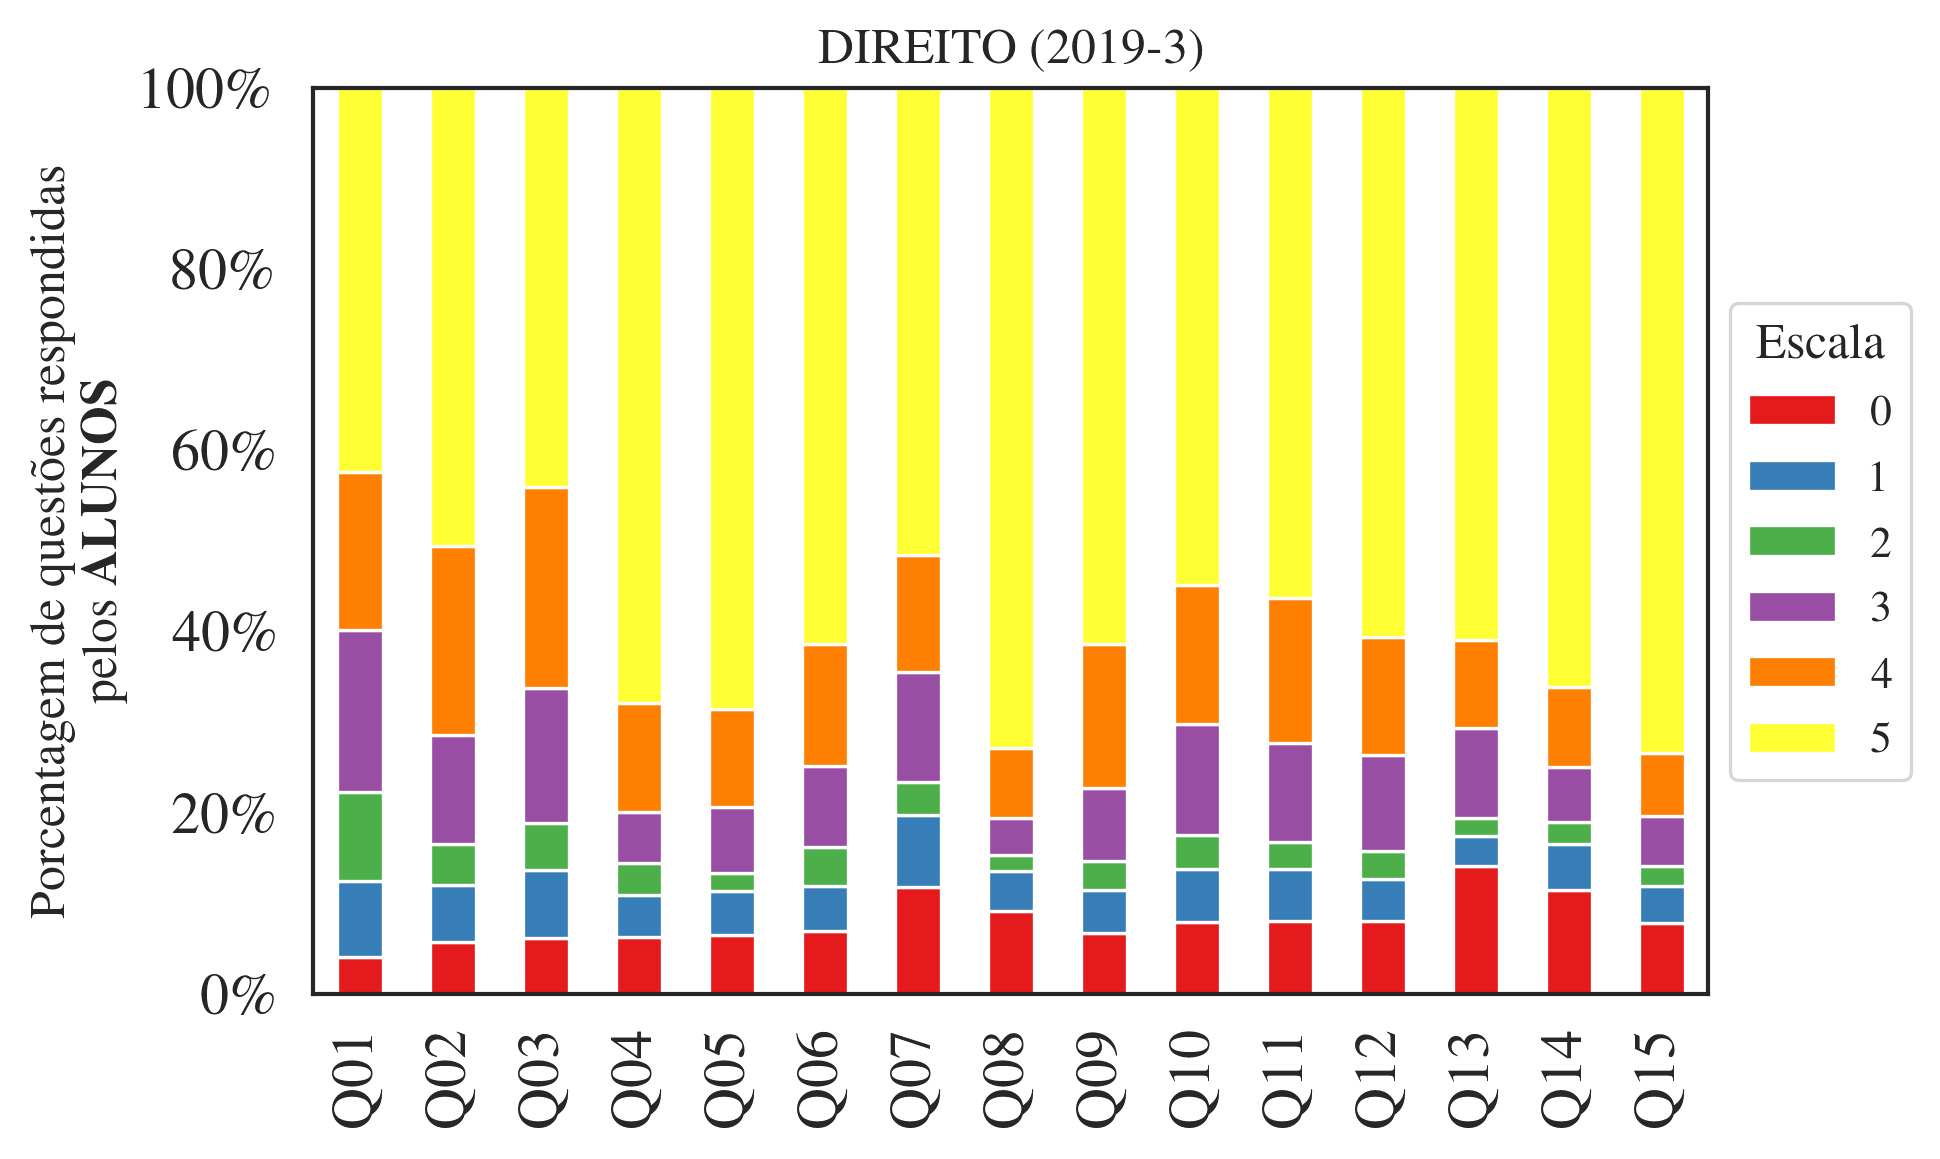 DIREITO (2019-3)
Porcentagem de questões respondidas
pelos ALUNOS
100%
80%
60%
40%
20%
0%
Q01
Q02
Q03
Q04
Q05
Q06
Q07
Q08
Q09
Q10
Q11
Q12
Q13
Q14
Q15
Escala
0
1
2
3
4
5